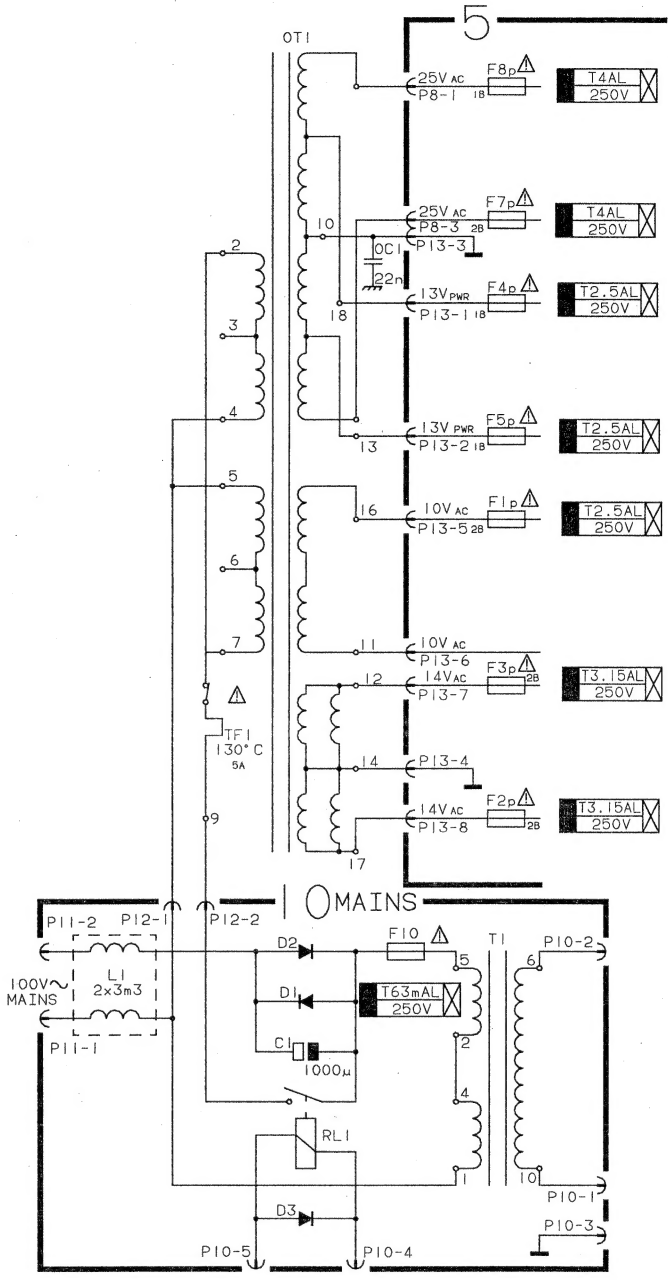 5
OT1
25V AC
P8-1
1B
F8p
T4AL
250V
25V AC
P8-3
2B
F7p
T4AL
250V
10
P13-3
OC1
22n
2
3
4
18
13V PWR
P13-1
1B
F4p
T2.5AL
250V
13
13V PWR
P13-2
1B
F5p
T2.5AL
250V
5
6
7
16
10V AC
P13-5
2B
F1p
T2.5AL
250V
11
10V AC
P13-6
12
14V AC
P13-7
F3p
2B
T3.15AL
250V
TF1
130°C
5A
14
P13-4
9
14V AC
P13-8
F2p
2B
T3.15AL
250V
17
10 MAINS
P11-2
P12-1
P12-2
100V~
MAINS
L1
2x3m3
P11-1
D2
D1
C1
1000µ
F10
T63mAL
250V
T1
5
2
4
1
6
10
P10-2
RL1
D3
P10-1
P10-3
P10-5
P10-4